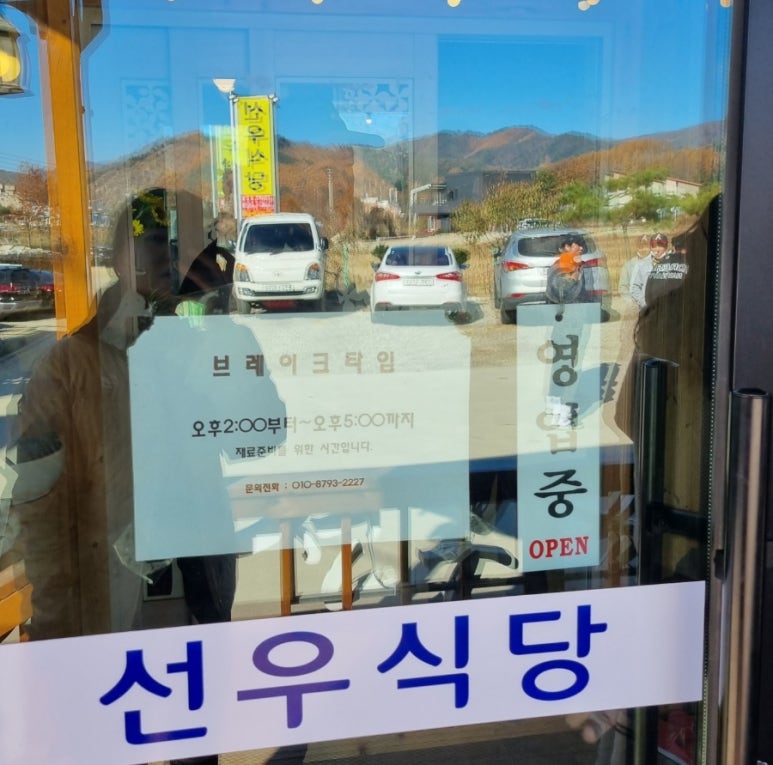 선우식당
브레이크타임
오후2:00부터~오후5:00까지
재료준비를 위한 시간입니다.
문의전화 : 010-8793-2227
영업중
OPEN
선우식당